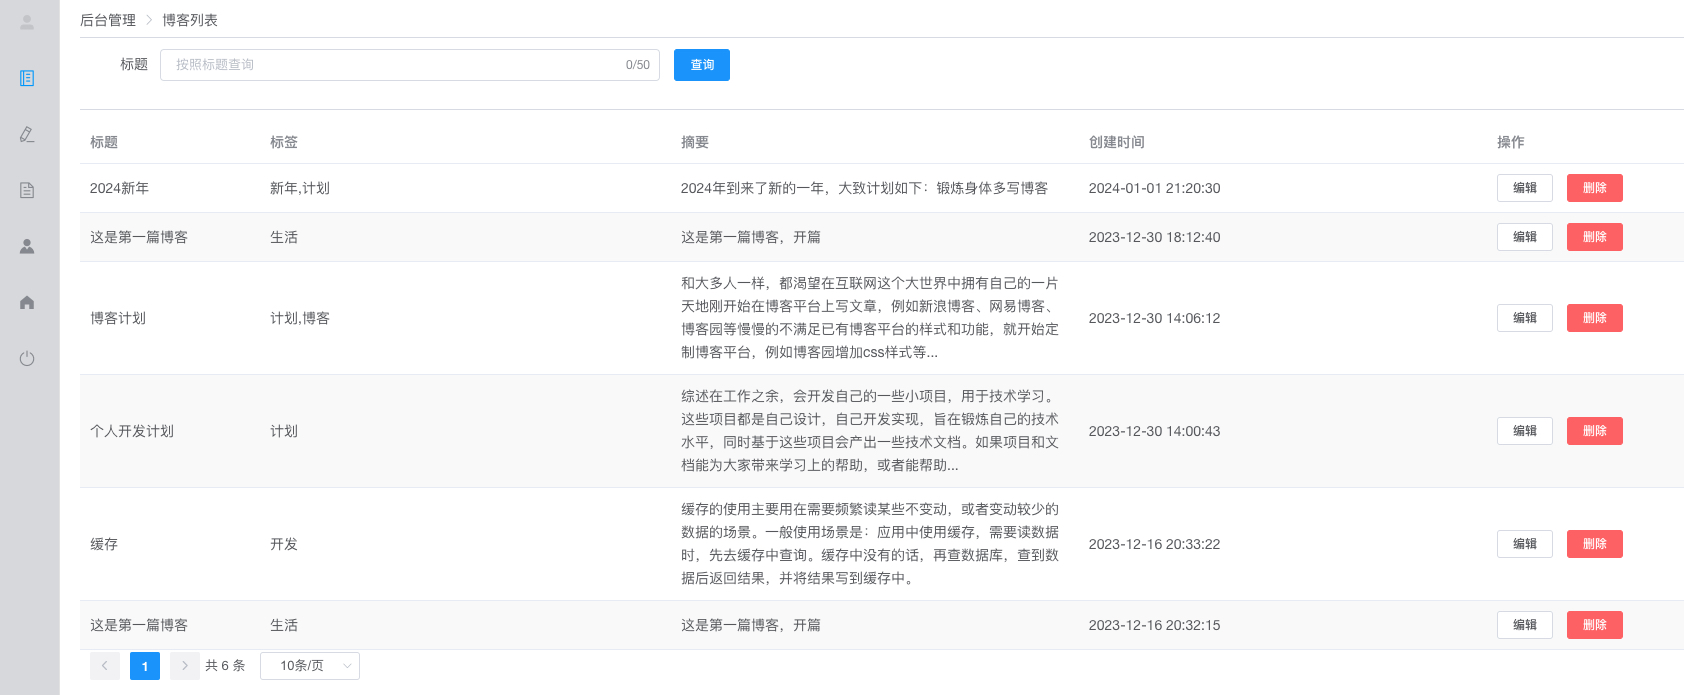 后台管理 > 博客列表
标题 按照标题查询 0/50 查询
标题 标签 摘要 创建时间 操作
2024新年 新年,计划 2024年到来了新的一年，大致计划如下：锻炼身体多写博客 2024-01-01 21:20:30 编辑 删除
这是第一篇博客 生活 这是第一篇博客，开篇 2023-12-30 18:12:40 编辑 删除
和大多人一样，都渴望在互联网这个大世界中拥有自己的一片
天地刚开始在博客平台上写文章，例如新浪博客、网易博客、
博客计划 计划,博客 2023-12-30 14:06:12 编辑 删除
博客园等慢慢的不满足已有博客平台的样式和功能，就开始定
制博客平台，例如博客园增加css样式等...
综述在工作之余，会开发自己的一些小项目，用于技术学习。
这些项目都是自己设计，自己开发实现，旨在锻炼自己的技术
个人开发计划 计划 2023-12-30 14:00:43 编辑 删除
水平，同时基于这些项目会产出一些技术文档。如果项目和文
档能为大家带来学习上的帮助，或者能帮助...
缓存的使用主要用在需要频繁读某些不变动，或者变动较少的
数据的场景。一般使用场景是：应用中使用缓存，需要读数据
缓存 开发 2023-12-16 20:33:22 编辑 删除
时，先去缓存中查询。缓存中没有的话，再查数据库，查到数
据后返回结果，并将结果写到缓存中。
这是第一篇博客 生活 这是第一篇博客，开篇 2023-12-16 20:32:15 编辑 删除
1 共 6 条 10条/页